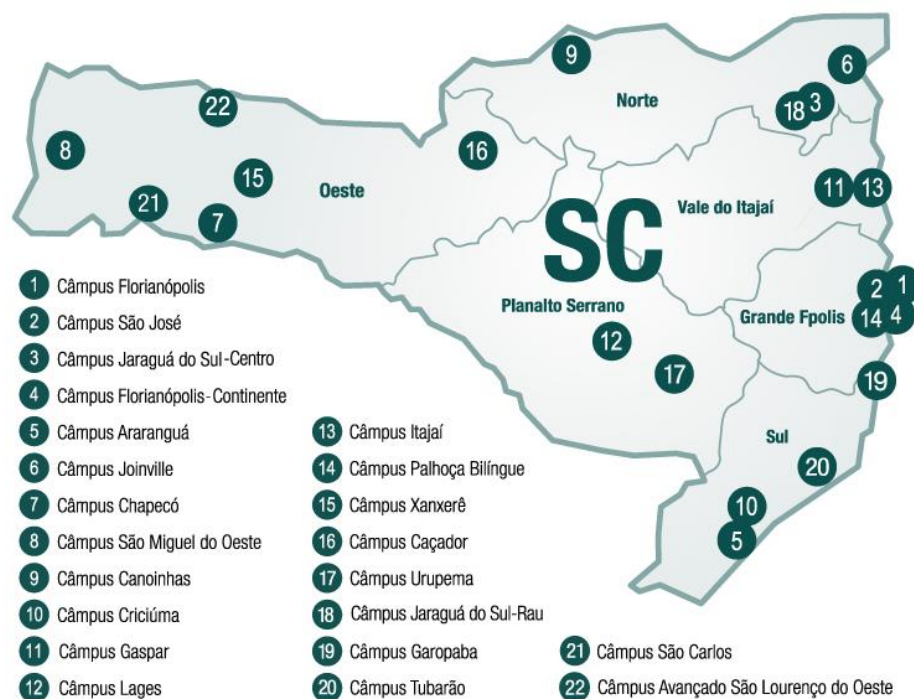 9
6
Norte
22
18
3
8
16
15
Oeste
11
13
21
Vale do Itajaí
7
SC
1 Câmpus Florianópolis
2
1
Planalto Serrano
Grande Fpolis
14
4
2 Câmpus São José
12
3 Câmpus Jaraguá do Sul-Centro
17
19
4 Câmpus Florianópolis-Continente
5 Câmpus Araranguá
13 Câmpus Itajaí
Sul
6 Câmpus Joinville
14 Câmpus Palhoça Bilíngue
20
7 Câmpus Chapecó
15 Câmpus Xanxerê
10
8 Câmpus São Miguel do Oeste
16 Câmpus Caçador
5
9 Câmpus Canoinhas
17 Câmpus Urupema
10 Câmpus Criciúma
18 Câmpus Jaraguá do Sul-Rau
11 Câmpus Gaspar
19 Câmpus Garopaba
21 Câmpus São Carlos
12 Câmpus Lages
20 Câmpus Tubarão
22 Câmpus Avançado São Lourenço do Oeste